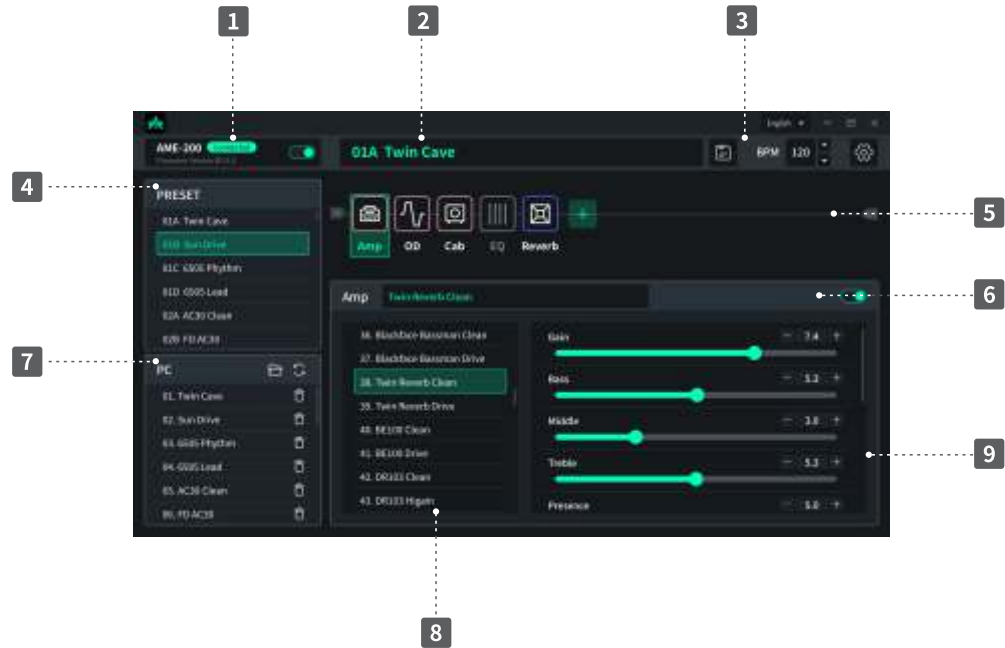 1
2
3
English
AME-200
01A Twin Cave
BPM 120
4
PRESET
01A Twin Cave
01B Sun Drive
01C 6505 Phythm
01D 6505 Lead
02A AC30 Clean
02B FD AC30
5
Amp OD Cab EQ Reverb
6
Amp Twin Reverb Clean
7
PC
01. Twin Cave
02. Sun Drive
03. 6505 Phythm
04. 6505 Lead
05. AC30 Clean
06. FD AC30
36. Blackface Bassman Clean
37. Blackface Bassman Drive
38. Twin Reverb Clean
39. Twin Reverb Drive
40. BE100 Clean
41. BE100 Drive
42. DR103 Clean
43. DR103 Higain
Gain - 7.4 +
Bass - 5.3 +
Middle - 3.0 +
Treble - 5.3 +
Presence - 5.0 +
9
8